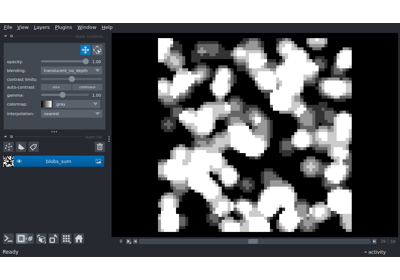 File View Layers Plugins Window Help
opacity: 1.00
blending: translucent_no_depth
contrast limits:
auto-contrast: once continuous
gamma: 1.00
colormap: gray
interpolation: nearest
blobs_sum
Ready
activity